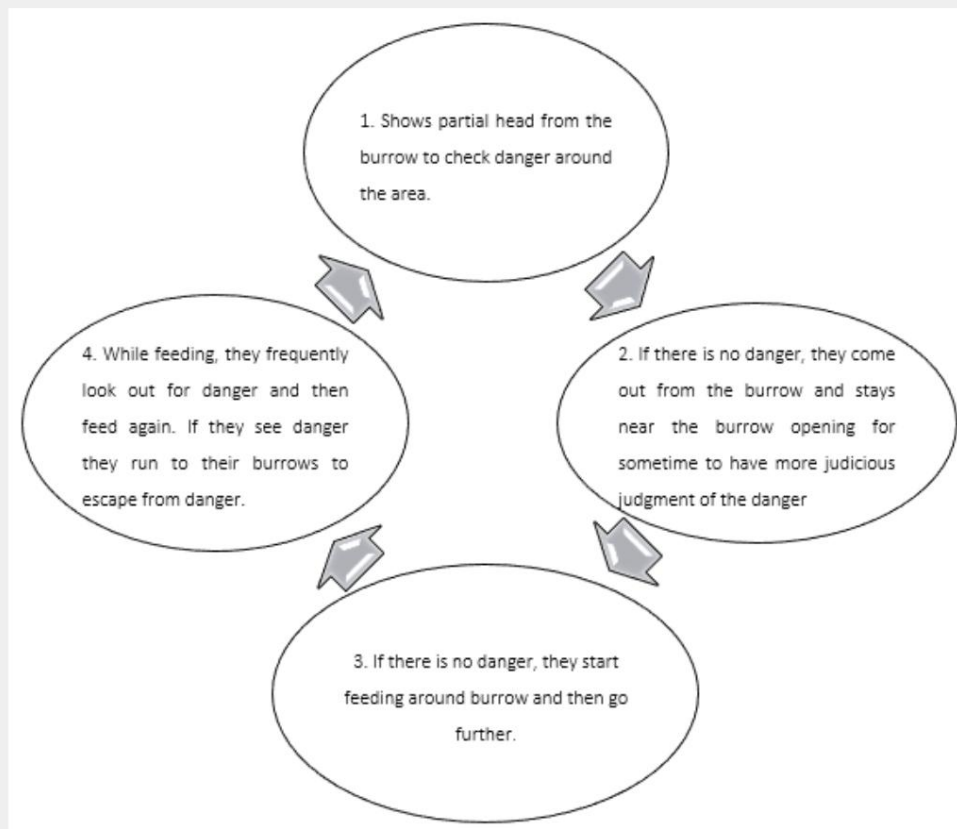 1. Shows partial head from the
burrow to check danger around
the area.
2. If there is no danger, they come
out from the burrow and stays
near the burrow opening for
sometime to have more judicious
judgment of the danger
3. If there is no danger, they start
feeding around burrow and then go
further.
4. While feeding, they frequently
look out for danger and then
feed again. If they see danger
they run to their burrows to
escape from danger.